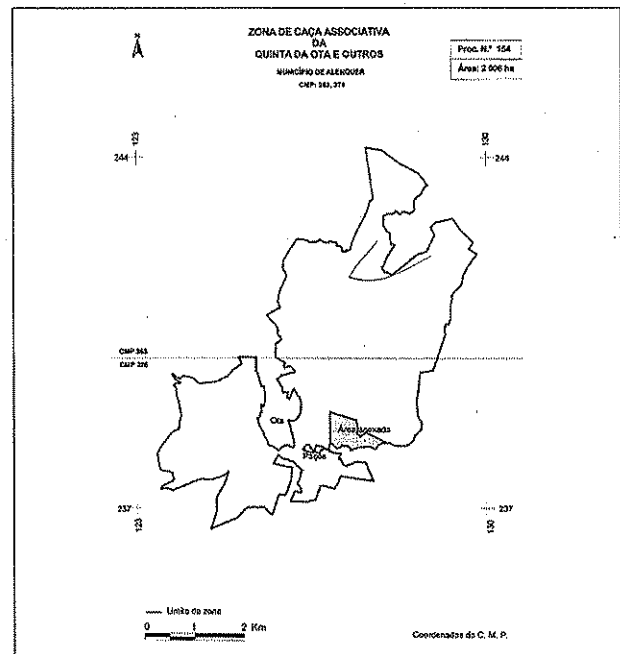 ZONA DE CAÇA ASSOCIATIVA
DA
QUINTA DA OTA E OUTROS
MUNICÍPIO DE ALENQUER
CMP: 363, 376
Proc. N.º 154
Área: 2 006 ha
123
130
244
244
CMP 363
CMP 376
Ota
Área anexada
Paços
237
237
123
130
Limite da zona
0 1 2 Km
Coordenadas da C. M. P.